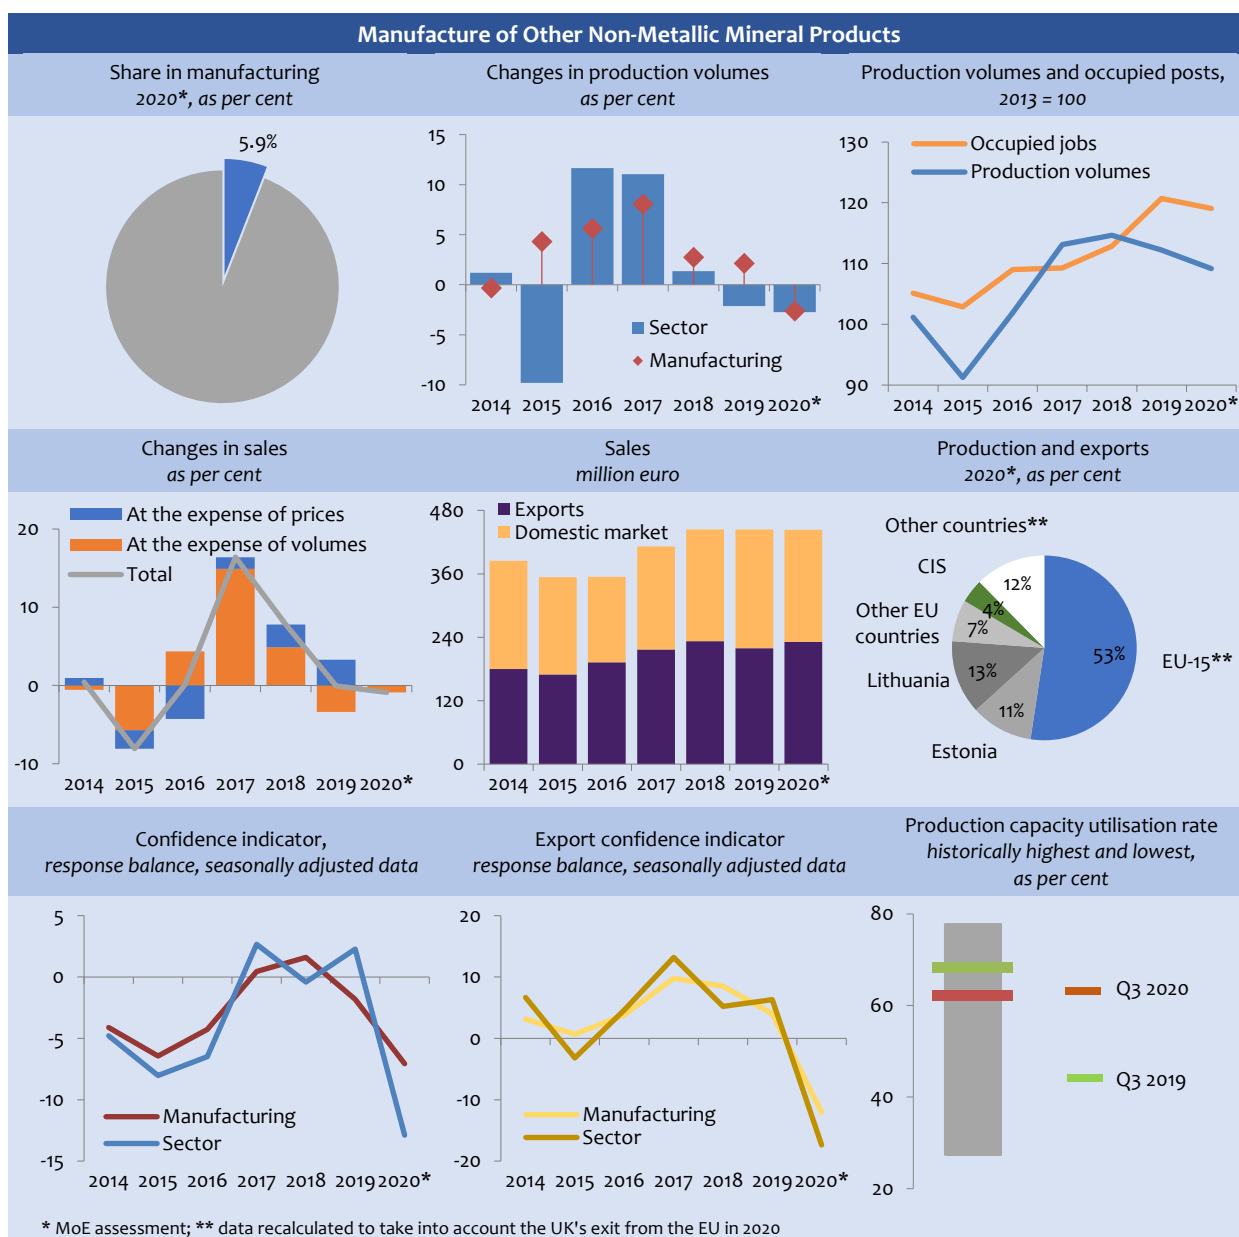 Manufacture of Other Non-Metallic Mineral Products
Share in manufacturing
2020*, as per cent
5.9%
Changes in production volumes
as per cent
15
10
5
0
-5
-10
Sector
Manufacturing
2014 2015 2016 2017 2018 2019 2020*
Production volumes and occupied posts,
2013 = 100
130
120
110
100
90
Occupied jobs
Production volumes
2014 2015 2016 2017 2018 2019 2020*
Changes in sales
as per cent
20
10
0
-10
At the expense of prices
At the expense of volumes
Total
2014 2015 2016 2017 2018 2019 2020*
Sales
million euro
480
360
240
120
0
Exports
Domestic market
2014 2015 2016 2017 2018 2019 2020*
Production and exports
2020*, as per cent
Other countries**
CIS
Other EU
countries
Lithuania
Estonia
EU-15**
12%
4%
7%
13%
11%
53%
Confidence indicator,
response balance, seasonally adjusted data
5
0
-5
-10
-15
Manufacturing
Sector
2014 2015 2016 2017 2018 2019 2020*
Export confidence indicator
response balance, seasonally adjusted data
20
10
0
-10
-20
Manufacturing
Sector
2014 2015 2016 2017 2018 2019 2020*
Production capacity utilisation rate
historically highest and lowest,
as per cent
80
60
40
20
Q3 2020
Q3 2019
* MoE assessment; ** data recalculated to take into account the UK's exit from the EU in 2020